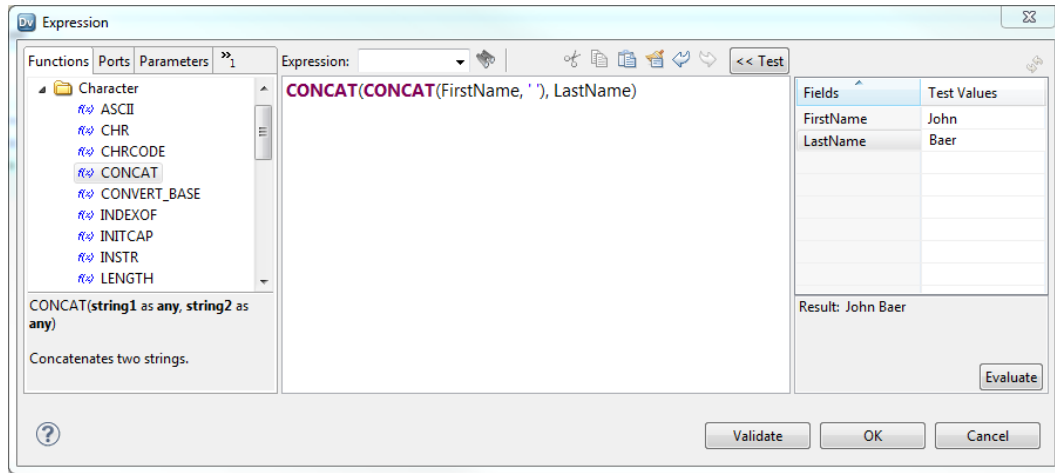 Dv Expression
Functions Ports Parameters »1
Expression:
<< Test
Character
f(x) ASCII
f(x) CHR
f(x) CHRCODE
f(x) CONCAT
f(x) CONVERT_BASE
f(x) INDEXOF
f(x) INITCAP
f(x) INSTR
f(x) LENGTH
CONCAT(string1 as any, string2 as
any)
Concatenates two strings.
CONCAT(CONCAT(FirstName, ' '), LastName)
Fields Test Values
FirstName John
LastName Baer
Result: John Baer
Evaluate
?
Validate OK Cancel